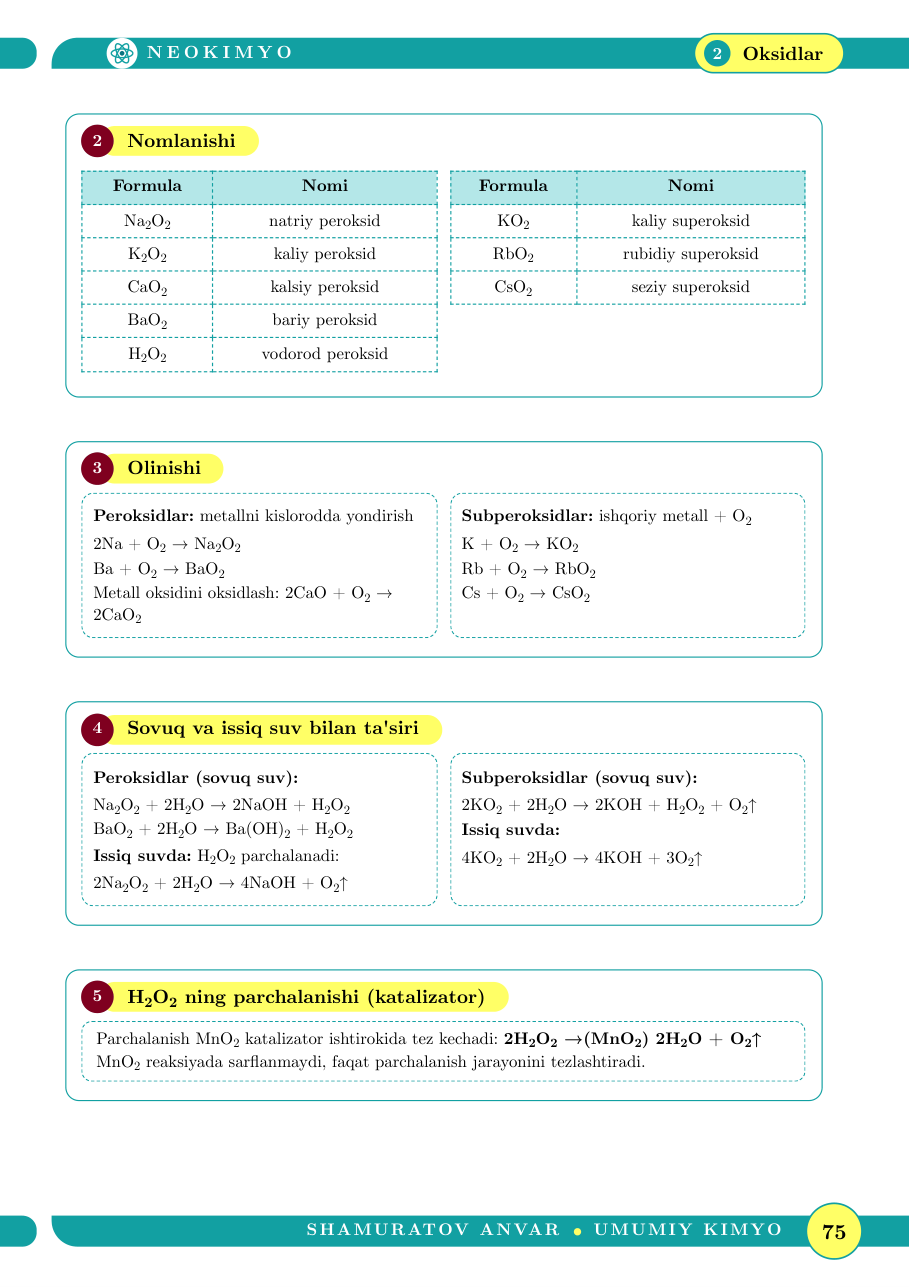 NEOKIMYO
2 Oksidlar
2 Nomlanishi
Formula Nomi
Na₂O₂ natriy peroksid
K₂O₂ kaliy peroksid
CaO₂ kalsiy peroksid
BaO₂ bariy peroksid
H₂O₂ vodorod peroksid
Formula Nomi
KO₂ kaliy superoksid
RbO₂ rubidiy superoksid
CsO₂ seziy superoksid
3 Olinishi
Peroksidlar: metallni kislorodda yondirish
2Na + O₂ → Na₂O₂
Ba + O₂ → BaO₂
Metall oksidini oksidlash: 2CaO + O₂ →
2CaO₂
Subperoksidlar: ishqoriy metall + O₂
K + O₂ → KO₂
Rb + O₂ → RbO₂
Cs + O₂ → CsO₂
4 Sovuq va issiq suv bilan ta'siri
Peroksidlar (sovuq suv):
Na₂O₂ + 2H₂O → 2NaOH + H₂O₂
BaO₂ + 2H₂O → Ba(OH)₂ + H₂O₂
Issiq suvda: H₂O₂ parchalanadi:
2Na₂O₂ + 2H₂O → 4NaOH + O₂↑
Subperoksidlar (sovuq suv):
2KO₂ + 2H₂O → 2KOH + H₂O₂ + O₂↑
Issiq suvda:
4KO₂ + 2H₂O → 4KOH + 3O₂↑
5 H₂O₂ ning parchalanishi (katalizator)
Parchalanish MnO₂ katalizator ishtirokida tez kechadi: 2H₂O₂ →(MnO₂) 2H₂O + O₂↑
MnO₂ reaksiyada sarflanmaydi, faqat parchalanish jarayonini tezlashtiradi.
SHAMURATOV ANVAR • UMUMIY KIMYO 75